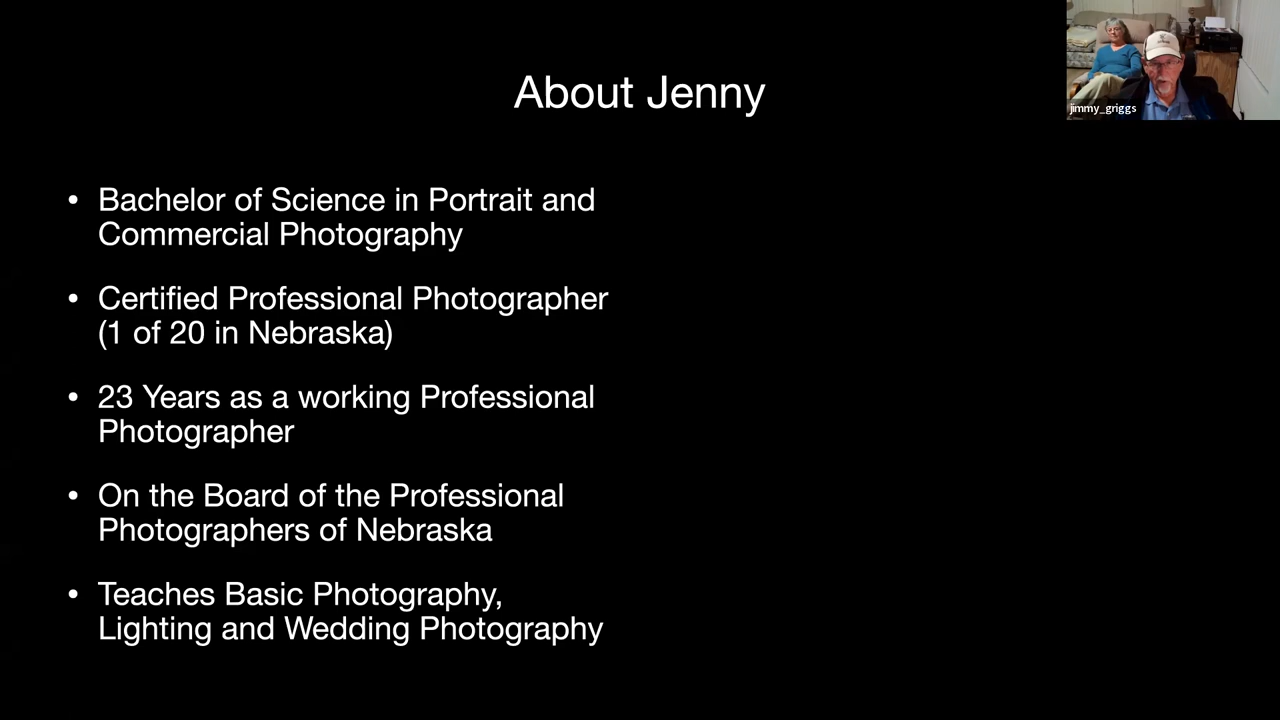 About Jenny
jimmy_griggs
• Bachelor of Science in Portrait and
Commercial Photography
• Certified Professional Photographer
(1 of 20 in Nebraska)
• 23 Years as a working Professional
Photographer
• On the Board of the Professional
Photographers of Nebraska
• Teaches Basic Photography,
Lighting and Wedding Photography